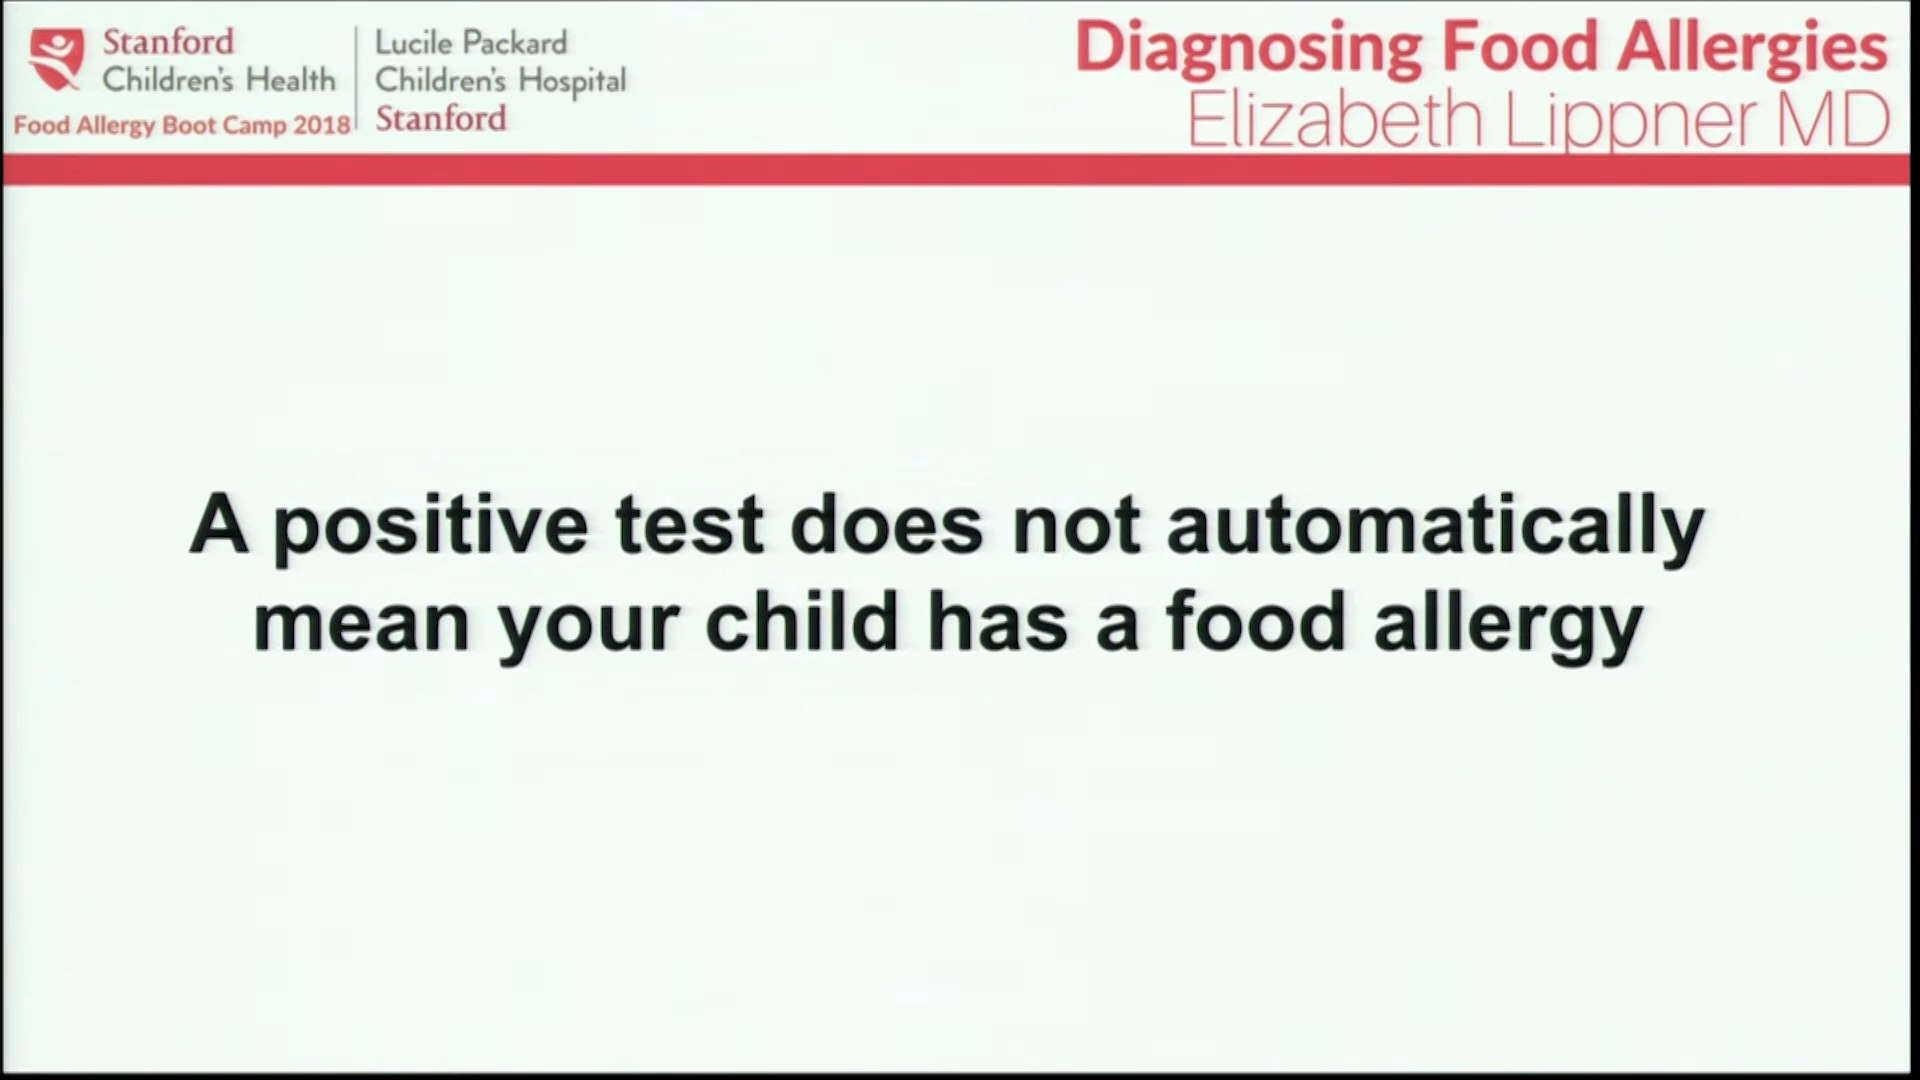 Stanford
Children's Health
Food Allergy Boot Camp 2018
Lucile Packard
Children's Hospital
Stanford
Diagnosing Food Allergies
Elizabeth Lippner MD
A positive test does not automatically
mean your child has a food allergy